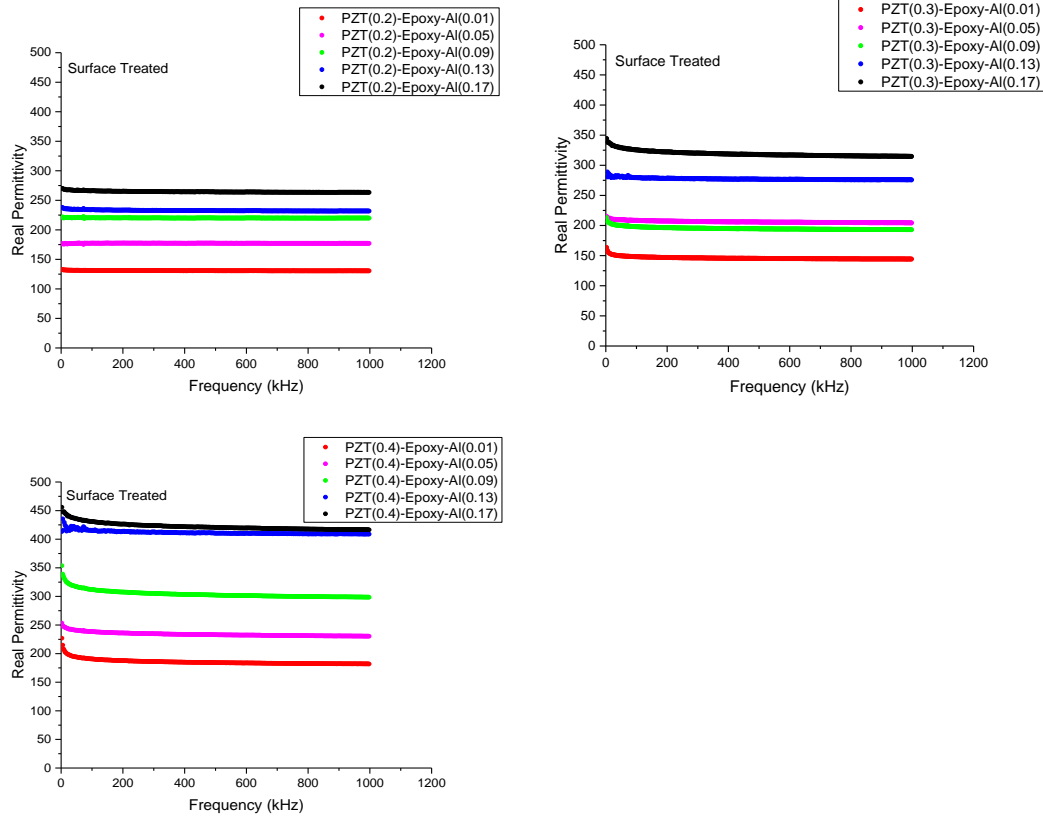 PZT(0.2)-Epoxy-Al(0.01)
PZT(0.2)-Epoxy-Al(0.05)
PZT(0.2)-Epoxy-Al(0.09)
PZT(0.2)-Epoxy-Al(0.13)
PZT(0.2)-Epoxy-Al(0.17)
Surface Treated
500
450
400
350
300
250
200
150
100
50
0
Real Permittivity
0 200 400 600 800 1000 1200
Frequency (kHz)
PZT(0.3)-Epoxy-Al(0.01)
PZT(0.3)-Epoxy-Al(0.05)
PZT(0.3)-Epoxy-Al(0.09)
PZT(0.3)-Epoxy-Al(0.13)
PZT(0.3)-Epoxy-Al(0.17)
Surface Treated
500
450
400
350
300
250
200
150
100
50
0
Real Permittivity
0 200 400 600 800 1000 1200
Frequency (kHz)
PZT(0.4)-Epoxy-Al(0.01)
PZT(0.4)-Epoxy-Al(0.05)
PZT(0.4)-Epoxy-Al(0.09)
PZT(0.4)-Epoxy-Al(0.13)
PZT(0.4)-Epoxy-Al(0.17)
Surface Treated
500
450
400
350
300
250
200
150
100
50
0
Real Permittivity
0 200 400 600 800 1000 1200
Frequency (kHz)